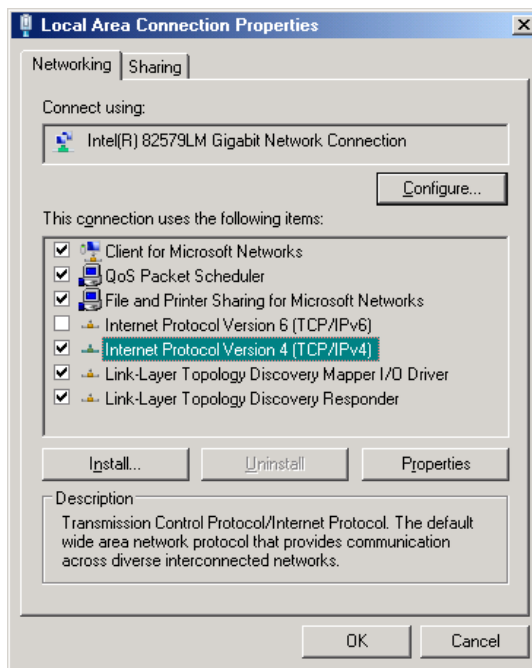 Local Area Connection Properties
Networking
Sharing
Connect using:
Intel(R) 82579LM Gigabit Network Connection
Configure...
This connection uses the following items:
Client for Microsoft Networks
QoS Packet Scheduler
File and Printer Sharing for Microsoft Networks
Internet Protocol Version 6 (TCP/IPv6)
Internet Protocol Version 4 (TCP/IPv4)
Link-Layer Topology Discovery Mapper I/O Driver
Link-Layer Topology Discovery Responder
Install...
Uninstall
Properties
Description
Transmission Control Protocol/Internet Protocol. The default
wide area network protocol that provides communication
across diverse interconnected networks.
OK
Cancel